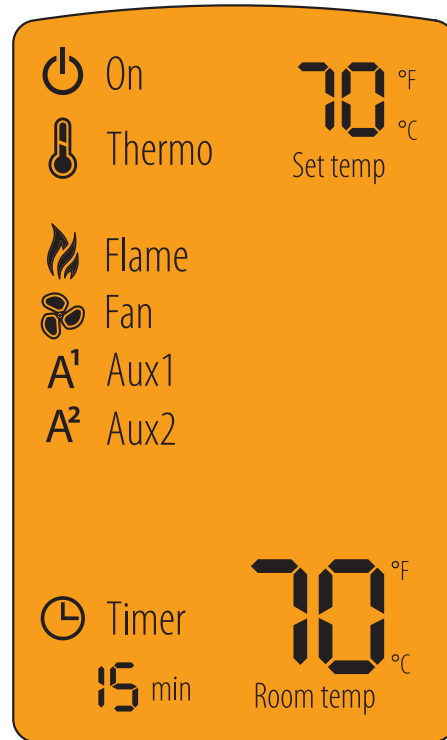 On
70 °F
°C
Thermo
Set temp
Flame
Fan
A¹ Aux1
A² Aux2
70 °F
Timer
°C
15 min
Room temp